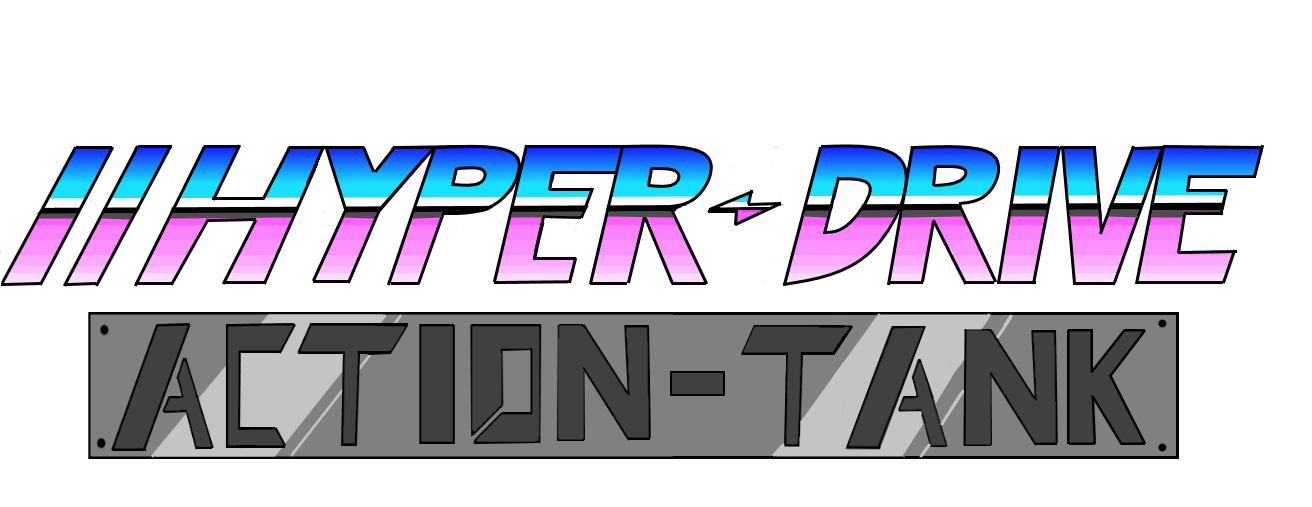 //HYPER-DRIVE
ACTION-TANK